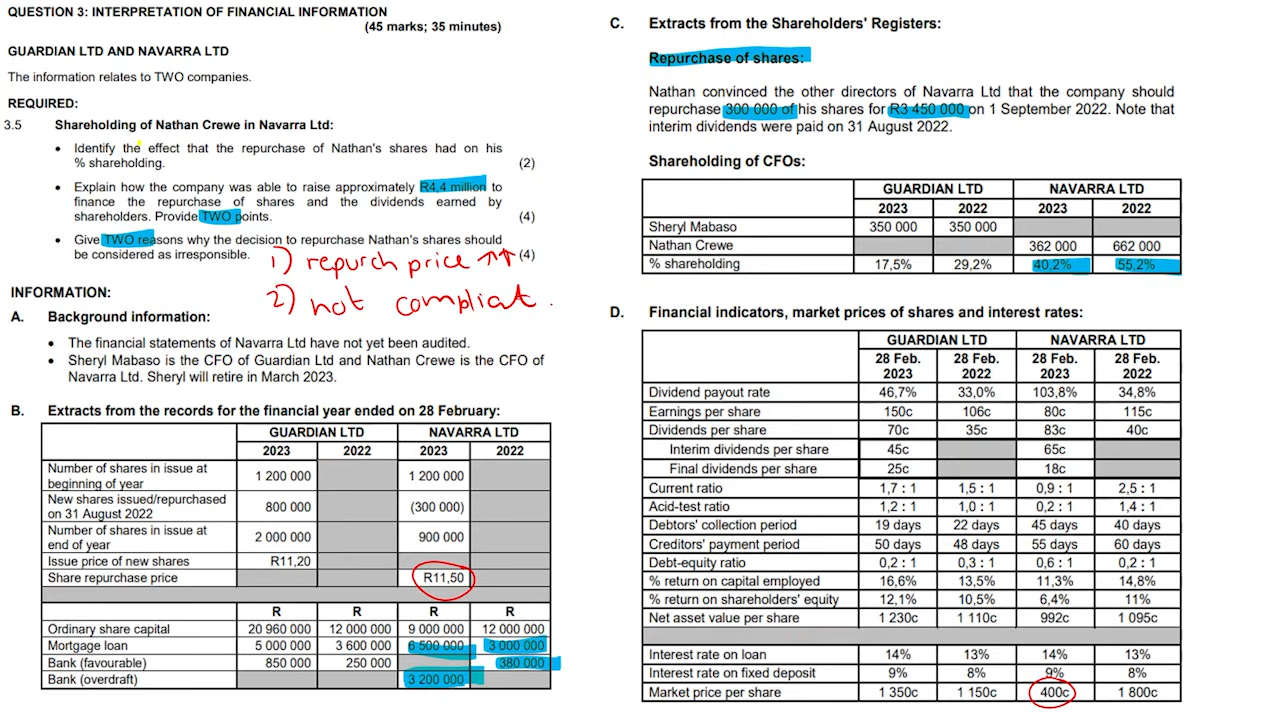 QUESTION 3: INTERPRETATION OF FINANCIAL INFORMATION
(45 marks; 35 minutes)
GUARDIAN LTD AND NAVARRA LTD
The information relates to TWO companies.
REQUIRED:
3.5 Shareholding of Nathan Crewe in Navarra Ltd:
• Identify the effect that the repurchase of Nathan's shares had on his
% shareholding. (2)
• Explain how the company was able to raise approximately R4,4 million to
finance the repurchase of shares and the dividends earned by
shareholders. Provide TWO points. (4)
• Give TWO reasons why the decision to repurchase Nathan's shares should
be considered as irresponsible. (4)
1) repurch price ↑↑
2) not compliat.
INFORMATION:
A. Background information:
• The financial statements of Navarra Ltd have not yet been audited.
• Sheryl Mabaso is the CFO of Guardian Ltd and Nathan Crewe is the CFO of
Navarra Ltd. Sheryl will retire in March 2023.
B. Extracts from the records for the financial year ended on 28 February:
GUARDIAN LTD NAVARRA LTD
2023 2022 2023 2022
Number of shares in issue at
beginning of year 1 200 000 1 200 000
New shares issued/repurchased
on 31 August 2022 800 000 (300 000)
Number of shares in issue at
end of year 2 000 000 900 000
Issue price of new shares R11,20
Share repurchase price R11,50
R R R R
Ordinary share capital 20 960 000 12 000 000 9 000 000 12 000 000
Mortgage loan 5 000 000 3 600 000 6 500 000 3 000 000
Bank (favourable) 850 000 250 000 380 000
Bank (overdraft) 3 200 000
C. Extracts from the Shareholders' Registers:
Repurchase of shares:
Nathan convinced the other directors of Navarra Ltd that the company should
repurchase 300 000 of his shares for R3 450 000 on 1 September 2022. Note that
interim dividends were paid on 31 August 2022.
Shareholding of CFOs:
GUARDIAN LTD NAVARRA LTD
2023 2022 2023 2022
Sheryl Mabaso 350 000 350 000
Nathan Crewe 362 000 662 000
% shareholding 17,5% 29,2% 40,2% 55,2%
D. Financial indicators, market prices of shares and interest rates:
GUARDIAN LTD NAVARRA LTD
28 Feb. 28 Feb. 28 Feb. 28 Feb.
2023 2022 2023 2022
Dividend payout rate 46,7% 33,0% 103,8% 34,8%
Earnings per share 150c 106c 80c 115c
Dividends per share 70c 35c 83c 40c
Interim dividends per share 45c 65c
Final dividends per share 25c 18c
Current ratio 1,7 : 1 1,5 : 1 0,9 : 1 2,5 : 1
Acid-test ratio 1,2 : 1 1,0 : 1 0,2 : 1 1,4 : 1
Debtors' collection period 19 days 22 days 45 days 40 days
Creditors' payment period 50 days 48 days 55 days 60 days
Debt-equity ratio 0,2 : 1 0,3 : 1 0,6 : 1 0,2 : 1
% return on capital employed 16,6% 13,5% 11,3% 14,8%
% return on shareholders' equity 12,1% 10,5% 6,4% 11%
Net asset value per share 1 230c 1 110c 992c 1 095c
Interest rate on loan 14% 13% 14% 13%
Interest rate on fixed deposit 9% 8% 9% 8%
Market price per share 1 350c 1 150c 400c 1 800c